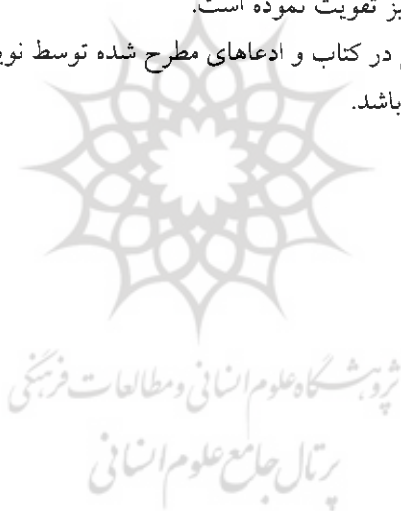 یز تقویت نموده است.
در کتاب و ادعاهای مطرح شده توسط نوی
باشد.
پژوهشگاه علوم انسانی و مطالعات فرهنگی
پرتال جامع علوم انسانی